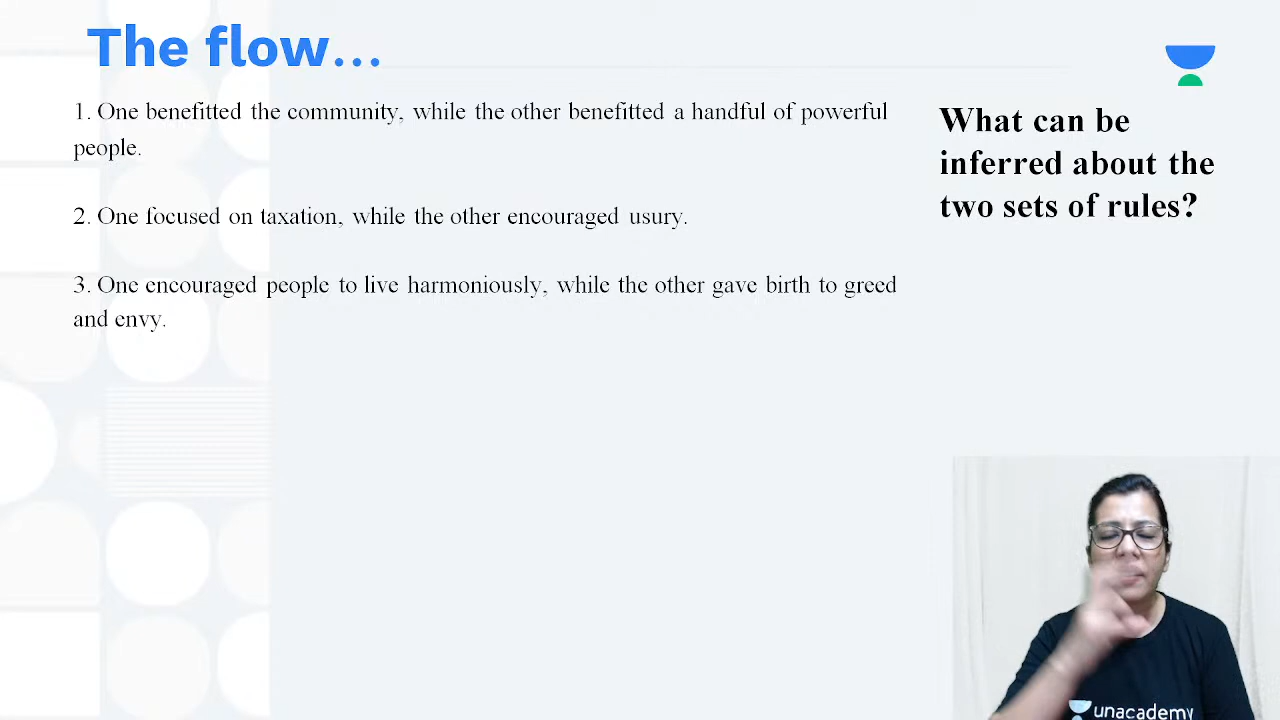 The flow...
1. One benefitted the community, while the other benefitted a handful of powerful
people.
2. One focused on taxation, while the other encouraged usury.
3. One encouraged people to live harmoniously, while the other gave birth to greed
and envy.
What can be
inferred about the
two sets of rules?
unacademy